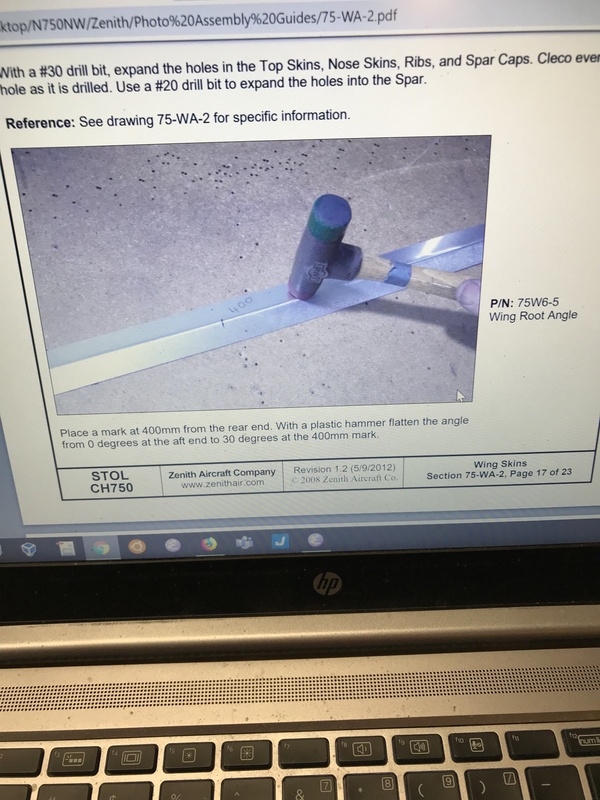 ktop/N750NW/Zenith/Photo%20Assembly%20Guides/75-WA-2.pdf
With a #30 drill bit, expand the holes in the Top Skins, Nose Skins, Ribs, and Spar Caps. Cleco ever
hole as it is drilled. Use a #20 drill bit to expand the holes into the Spar.
Reference: See drawing 75-WA-2 for specific information.
400
P/N: 75W6-5
Wing Root Angle
Place a mark at 400mm from the rear end. With a plastic hammer flatten the angle
from 0 degrees at the aft end to 30 degrees at the 400mm mark.
STOL
CH750
Zenith Aircraft Company
www.zenithair.com
Revision 1.2 (5/9/2012)
© 2008 Zenith Aircraft Co.
Wing Skins
Section 75-WA-2, Page 17 of 23
hp
f3 f4 f5 f6 f7 f8 f9 f10 f11 f12
num l
% ^ & 7 * 8 ( 9 ) /